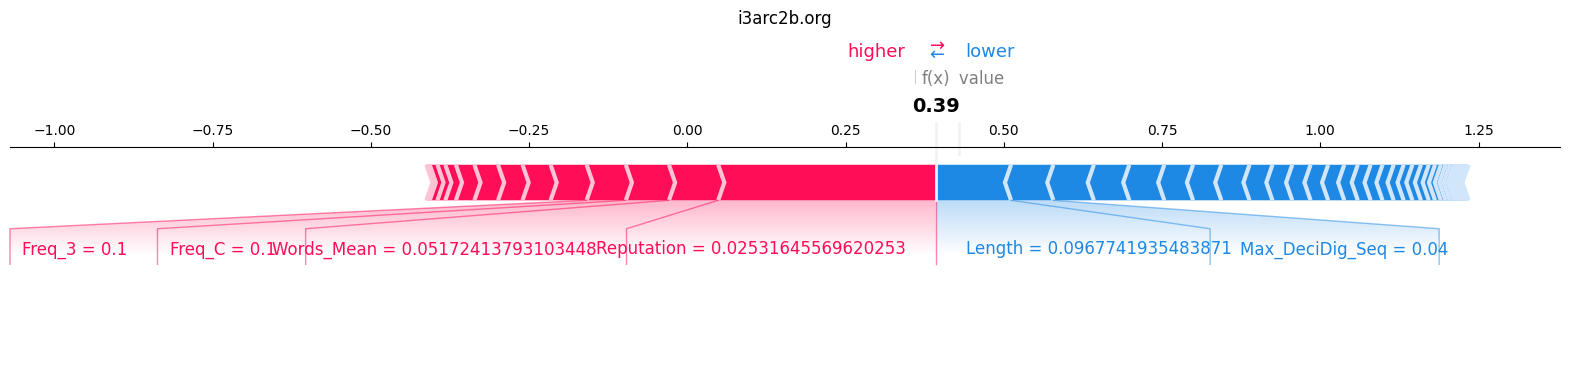 i3arc2b.org
higher → ← lower
f(x) value
0.39
−1.00 −0.75 −0.50 −0.25 0.00 0.25 0.50 0.75 1.00 1.25
Freq_3 = 0.1 Freq_C = 0.1 Words_Mean = 0.05172413793103448 Reputation = 0.02531645569620253 Length = 0.0967741935483871 Max_DeciDig_Seq = 0.04